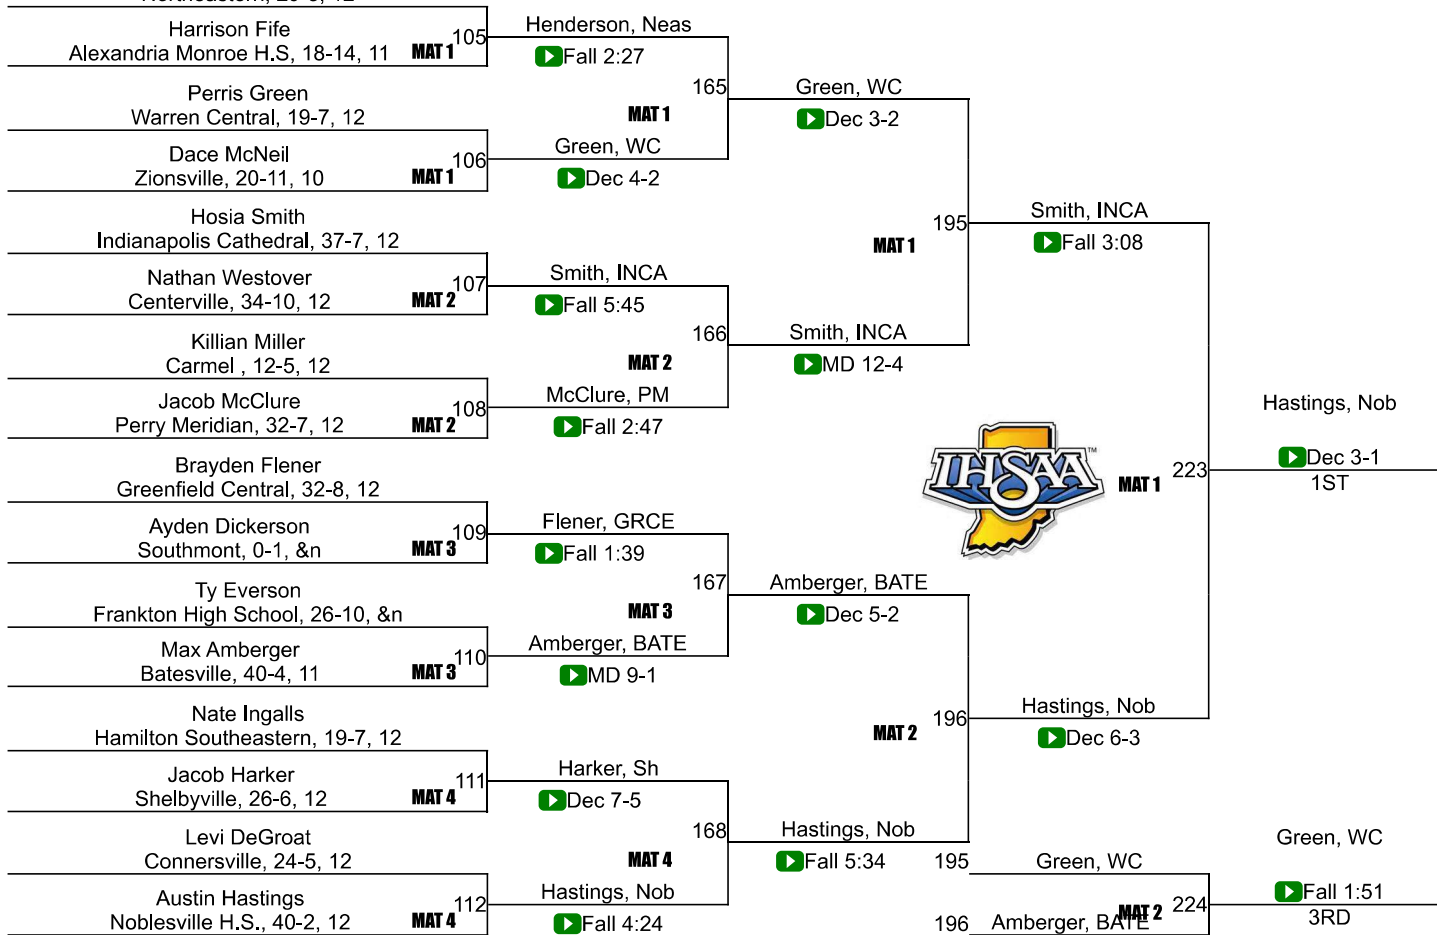 Harrison Fife
Alexandria Monroe H.S, 18-14, 11
MAT 1
105
Henderson, Neas
Fall 2:27
Perris Green
Warren Central, 19-7, 12
165
MAT 1
Green, WC
Dec 3-2
Dace McNeil
Zionsville, 20-11, 10
MAT 1
106
Green, WC
Dec 4-2
Hosia Smith
Indianapolis Cathedral, 37-7, 12
195
MAT 1
Smith, INCA
Fall 3:08
Nathan Westover
Centerville, 34-10, 12
MAT 2
107
Smith, INCA
Fall 5:45
Killian Miller
Carmel , 12-5, 12
166
MAT 2
Smith, INCA
MD 12-4
Jacob McClure
Perry Meridian, 32-7, 12
MAT 2
108
McClure, PM
Fall 2:47
IHSAA
TM
MAT 1
223
Hastings, Nob
Dec 3-1
1ST
Brayden Flener
Greenfield Central, 32-8, 12
Ayden Dickerson
Southmont, 0-1, &n
MAT 3
109
Flener, GRCE
Fall 1:39
Ty Everson
Frankton High School, 26-10, &n
167
MAT 3
Amberger, BATE
Dec 5-2
Max Amberger
Batesville, 40-4, 11
MAT 3
110
Amberger, BATE
MD 9-1
Nate Ingalls
Hamilton Southeastern, 19-7, 12
196
MAT 2
Hastings, Nob
Dec 6-3
Jacob Harker
Shelbyville, 26-6, 12
MAT 4
111
Harker, Sh
Dec 7-5
Levi DeGroat
Connersville, 24-5, 12
168
MAT 4
Hastings, Nob
Fall 5:34
Austin Hastings
Noblesville H.S., 40-2, 12
MAT 4
112
Hastings, Nob
Fall 4:24
195
Green, WC
196
Amberger, BATE
MAT 2
224
Green, WC
Fall 1:51
3RD